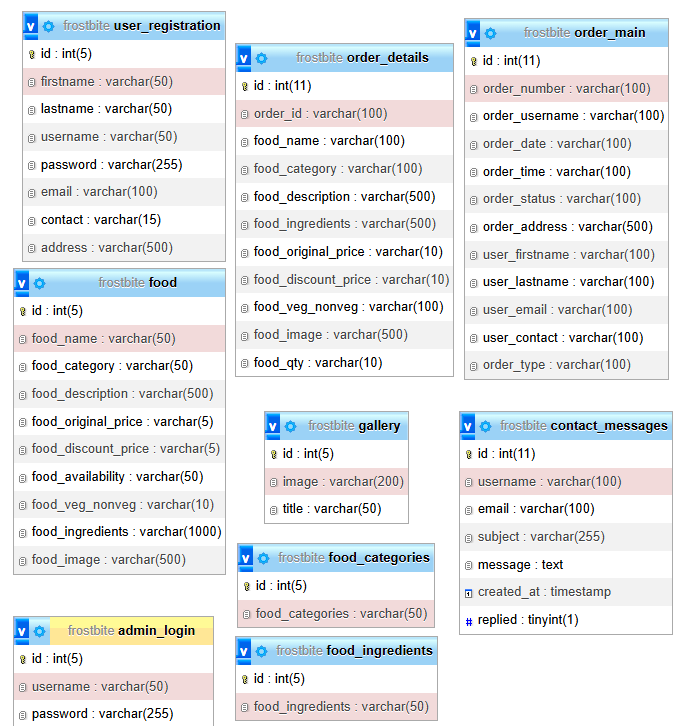 frostbite user_registration
id : int(5)
firstname : varchar(50)
lastname : varchar(50)
username : varchar(50)
password : varchar(255)
email : varchar(100)
contact : varchar(15)
address : varchar(500)
frostbite order_details
id : int(11)
order_id : varchar(100)
food_name : varchar(100)
food_category : varchar(100)
food_description : varchar(500)
food_ingredients : varchar(500)
food_original_price : varchar(10)
food_discount_price : varchar(10)
food_veg_nonveg : varchar(100)
food_image : varchar(500)
food_qty : varchar(10)
frostbite order_main
id : int(11)
order_number : varchar(100)
order_username : varchar(100)
order_date : varchar(100)
order_time : varchar(100)
order_status : varchar(100)
order_address : varchar(500)
user_firstname : varchar(100)
user_lastname : varchar(100)
user_email : varchar(100)
user_contact : varchar(100)
order_type : varchar(100)
frostbite food
id : int(5)
food_name : varchar(50)
food_category : varchar(50)
food_description : varchar(500)
food_original_price : varchar(5)
food_discount_price : varchar(5)
food_availability : varchar(50)
food_veg_nonveg : varchar(10)
food_ingredients : varchar(1000)
food_image : varchar(500)
frostbite gallery
id : int(5)
image : varchar(200)
title : varchar(50)
frostbite contact_messages
id : int(11)
username : varchar(100)
email : varchar(100)
subject : varchar(255)
message : text
created_at : timestamp
# replied : tinyint(1)
frostbite food_categories
id : int(5)
food_categories : varchar(50)
frostbite admin_login
id : int(5)
username : varchar(50)
password : varchar(255)
frostbite food_ingredients
id : int(5)
food_ingredients : varchar(50)